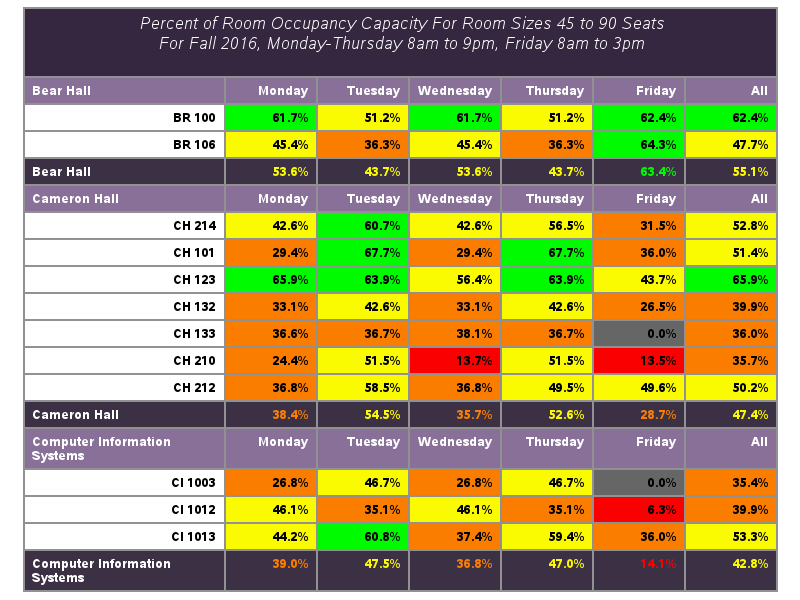 Percent of Room Occupancy Capacity For Room Sizes 45 to 90 Seats
For Fall 2016, Monday-Thursday 8am to 9pm, Friday 8am to 3pm
Bear Hall Monday Tuesday Wednesday Thursday Friday All
BR 100 61.7% 51.2% 61.7% 51.2% 62.4% 62.4%
BR 106 45.4% 36.3% 45.4% 36.3% 64.3% 47.7%
Bear Hall 53.6% 43.7% 53.6% 43.7% 63.4% 55.1%
Cameron Hall Monday Tuesday Wednesday Thursday Friday All
CH 214 42.6% 60.7% 42.6% 56.5% 31.5% 52.8%
CH 101 29.4% 67.7% 29.4% 67.7% 36.0% 51.4%
CH 123 65.9% 63.9% 56.4% 63.9% 43.7% 65.9%
CH 132 33.1% 42.6% 33.1% 42.6% 26.5% 39.9%
CH 133 36.6% 36.7% 38.1% 36.7% 0.0% 36.0%
CH 210 24.4% 51.5% 13.7% 51.5% 13.5% 35.7%
CH 212 36.8% 58.5% 36.8% 49.5% 49.6% 50.2%
Cameron Hall 38.4% 54.5% 35.7% 52.6% 28.7% 47.4%
Computer Information Monday Tuesday Wednesday Thursday Friday All
Systems
CI 1003 26.8% 46.7% 26.8% 46.7% 0.0% 35.4%
CI 1012 46.1% 35.1% 46.1% 35.1% 6.3% 39.9%
CI 1013 44.2% 60.8% 37.4% 59.4% 36.0% 53.3%
Computer Information 39.0% 47.5% 36.8% 47.0% 14.1% 42.8%
Systems